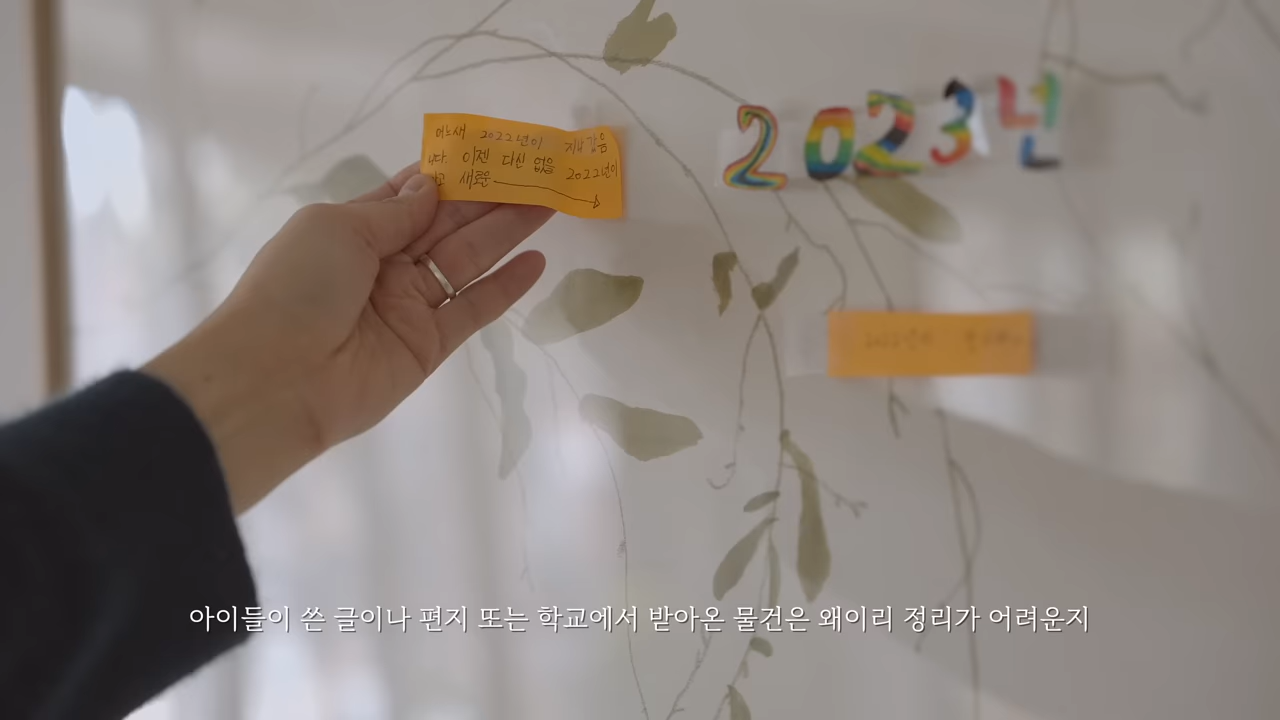 2023년
어느새 2022년이 지나갔음
니다. 이젠 다신 없을 2022년이
고 새로운
아이들이 쓴 글이나 편지 또는 학교에서 받아온 물건은 왜이리 정리가 어려운지